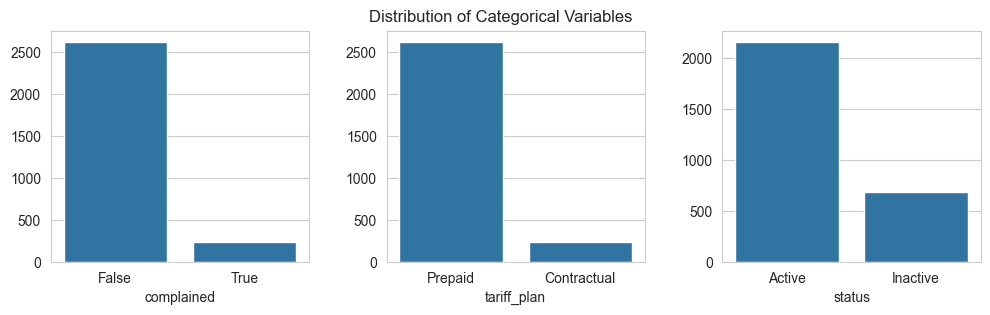 Distribution of Categorical Variables
2500
2000
1500
1000
500
0
False True
complained
2500
2000
1500
1000
500
0
Prepaid Contractual
tariff_plan
2000
1500
1000
500
0
Active Inactive
status